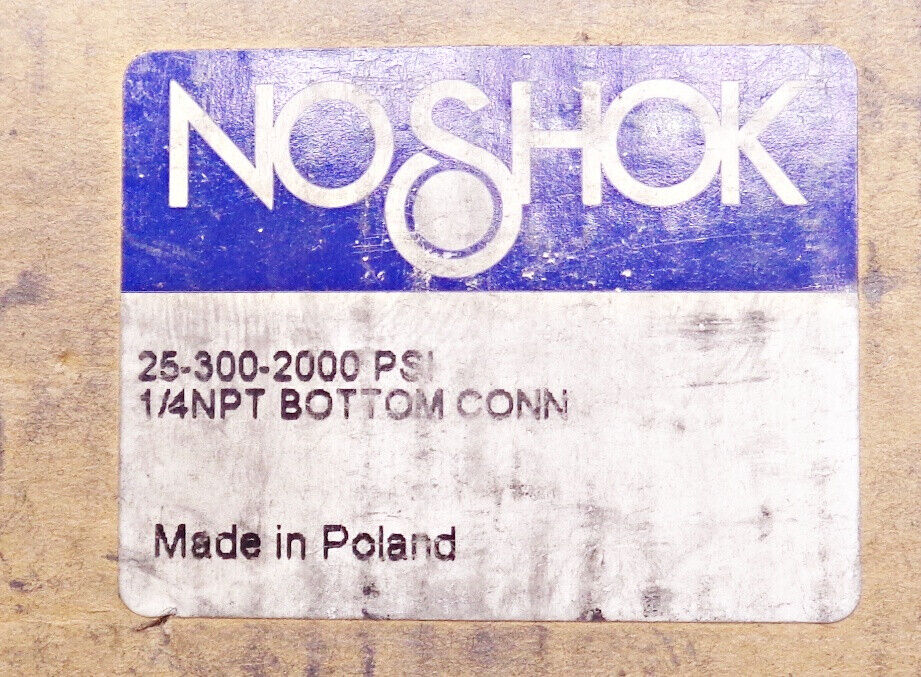 NOSHOK
25-300-2000 PSI
1/4NPT BOTTOM CONN
Made in Poland